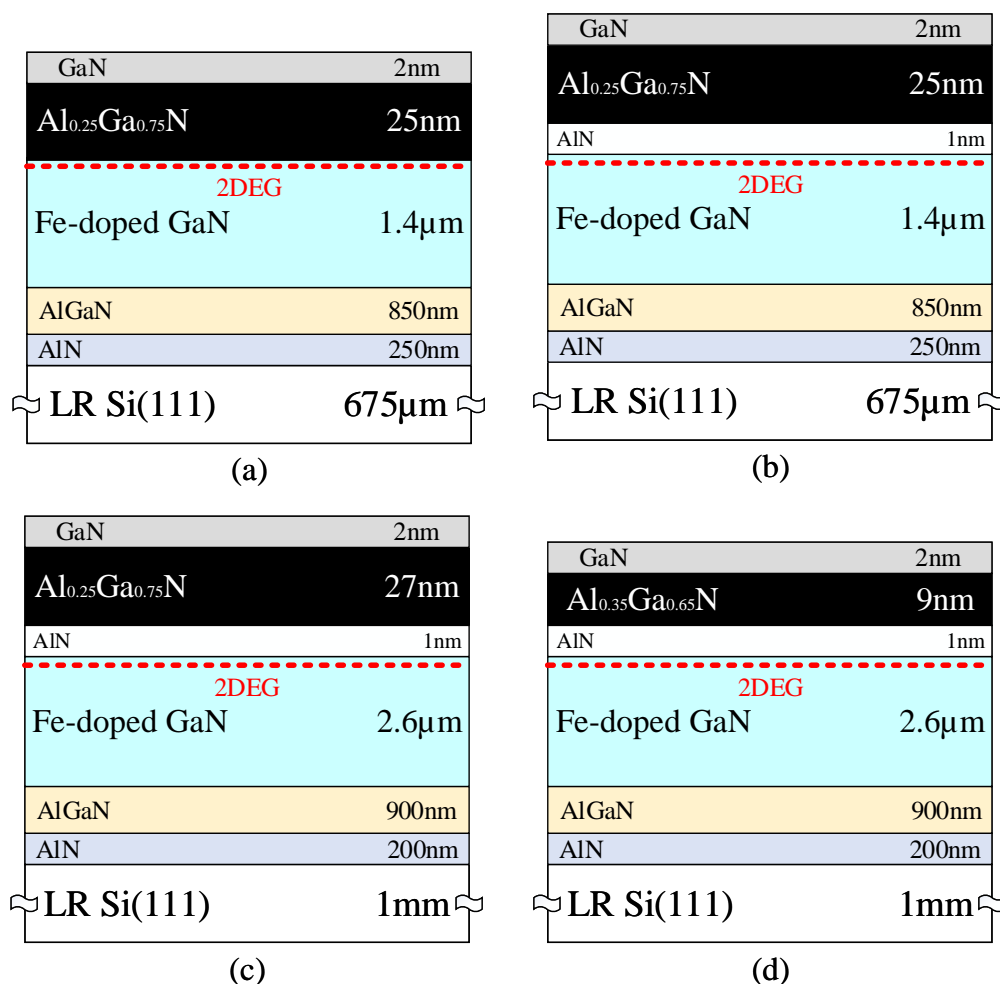 GaN 2nm
Al0.25Ga0.75N 25nm
2DEG
Fe-doped GaN 1.4µm
AlGaN 850nm
AlN 250nm
LR Si(111) 675µm
(a)
GaN 2nm
Al0.25Ga0.75N 25nm
AlN 1nm
2DEG
Fe-doped GaN 1.4µm
AlGaN 850nm
AlN 250nm
LR Si(111) 675µm
(b)
GaN 2nm
Al0.25Ga0.75N 27nm
AlN 1nm
2DEG
Fe-doped GaN 2.6µm
AlGaN 900nm
AlN 200nm
LR Si(111) 1mm
(c)
GaN 2nm
Al0.35Ga0.65N 9nm
AlN 1nm
2DEG
Fe-doped GaN 2.6µm
AlGaN 900nm
AlN 200nm
LR Si(111) 1mm
(d)